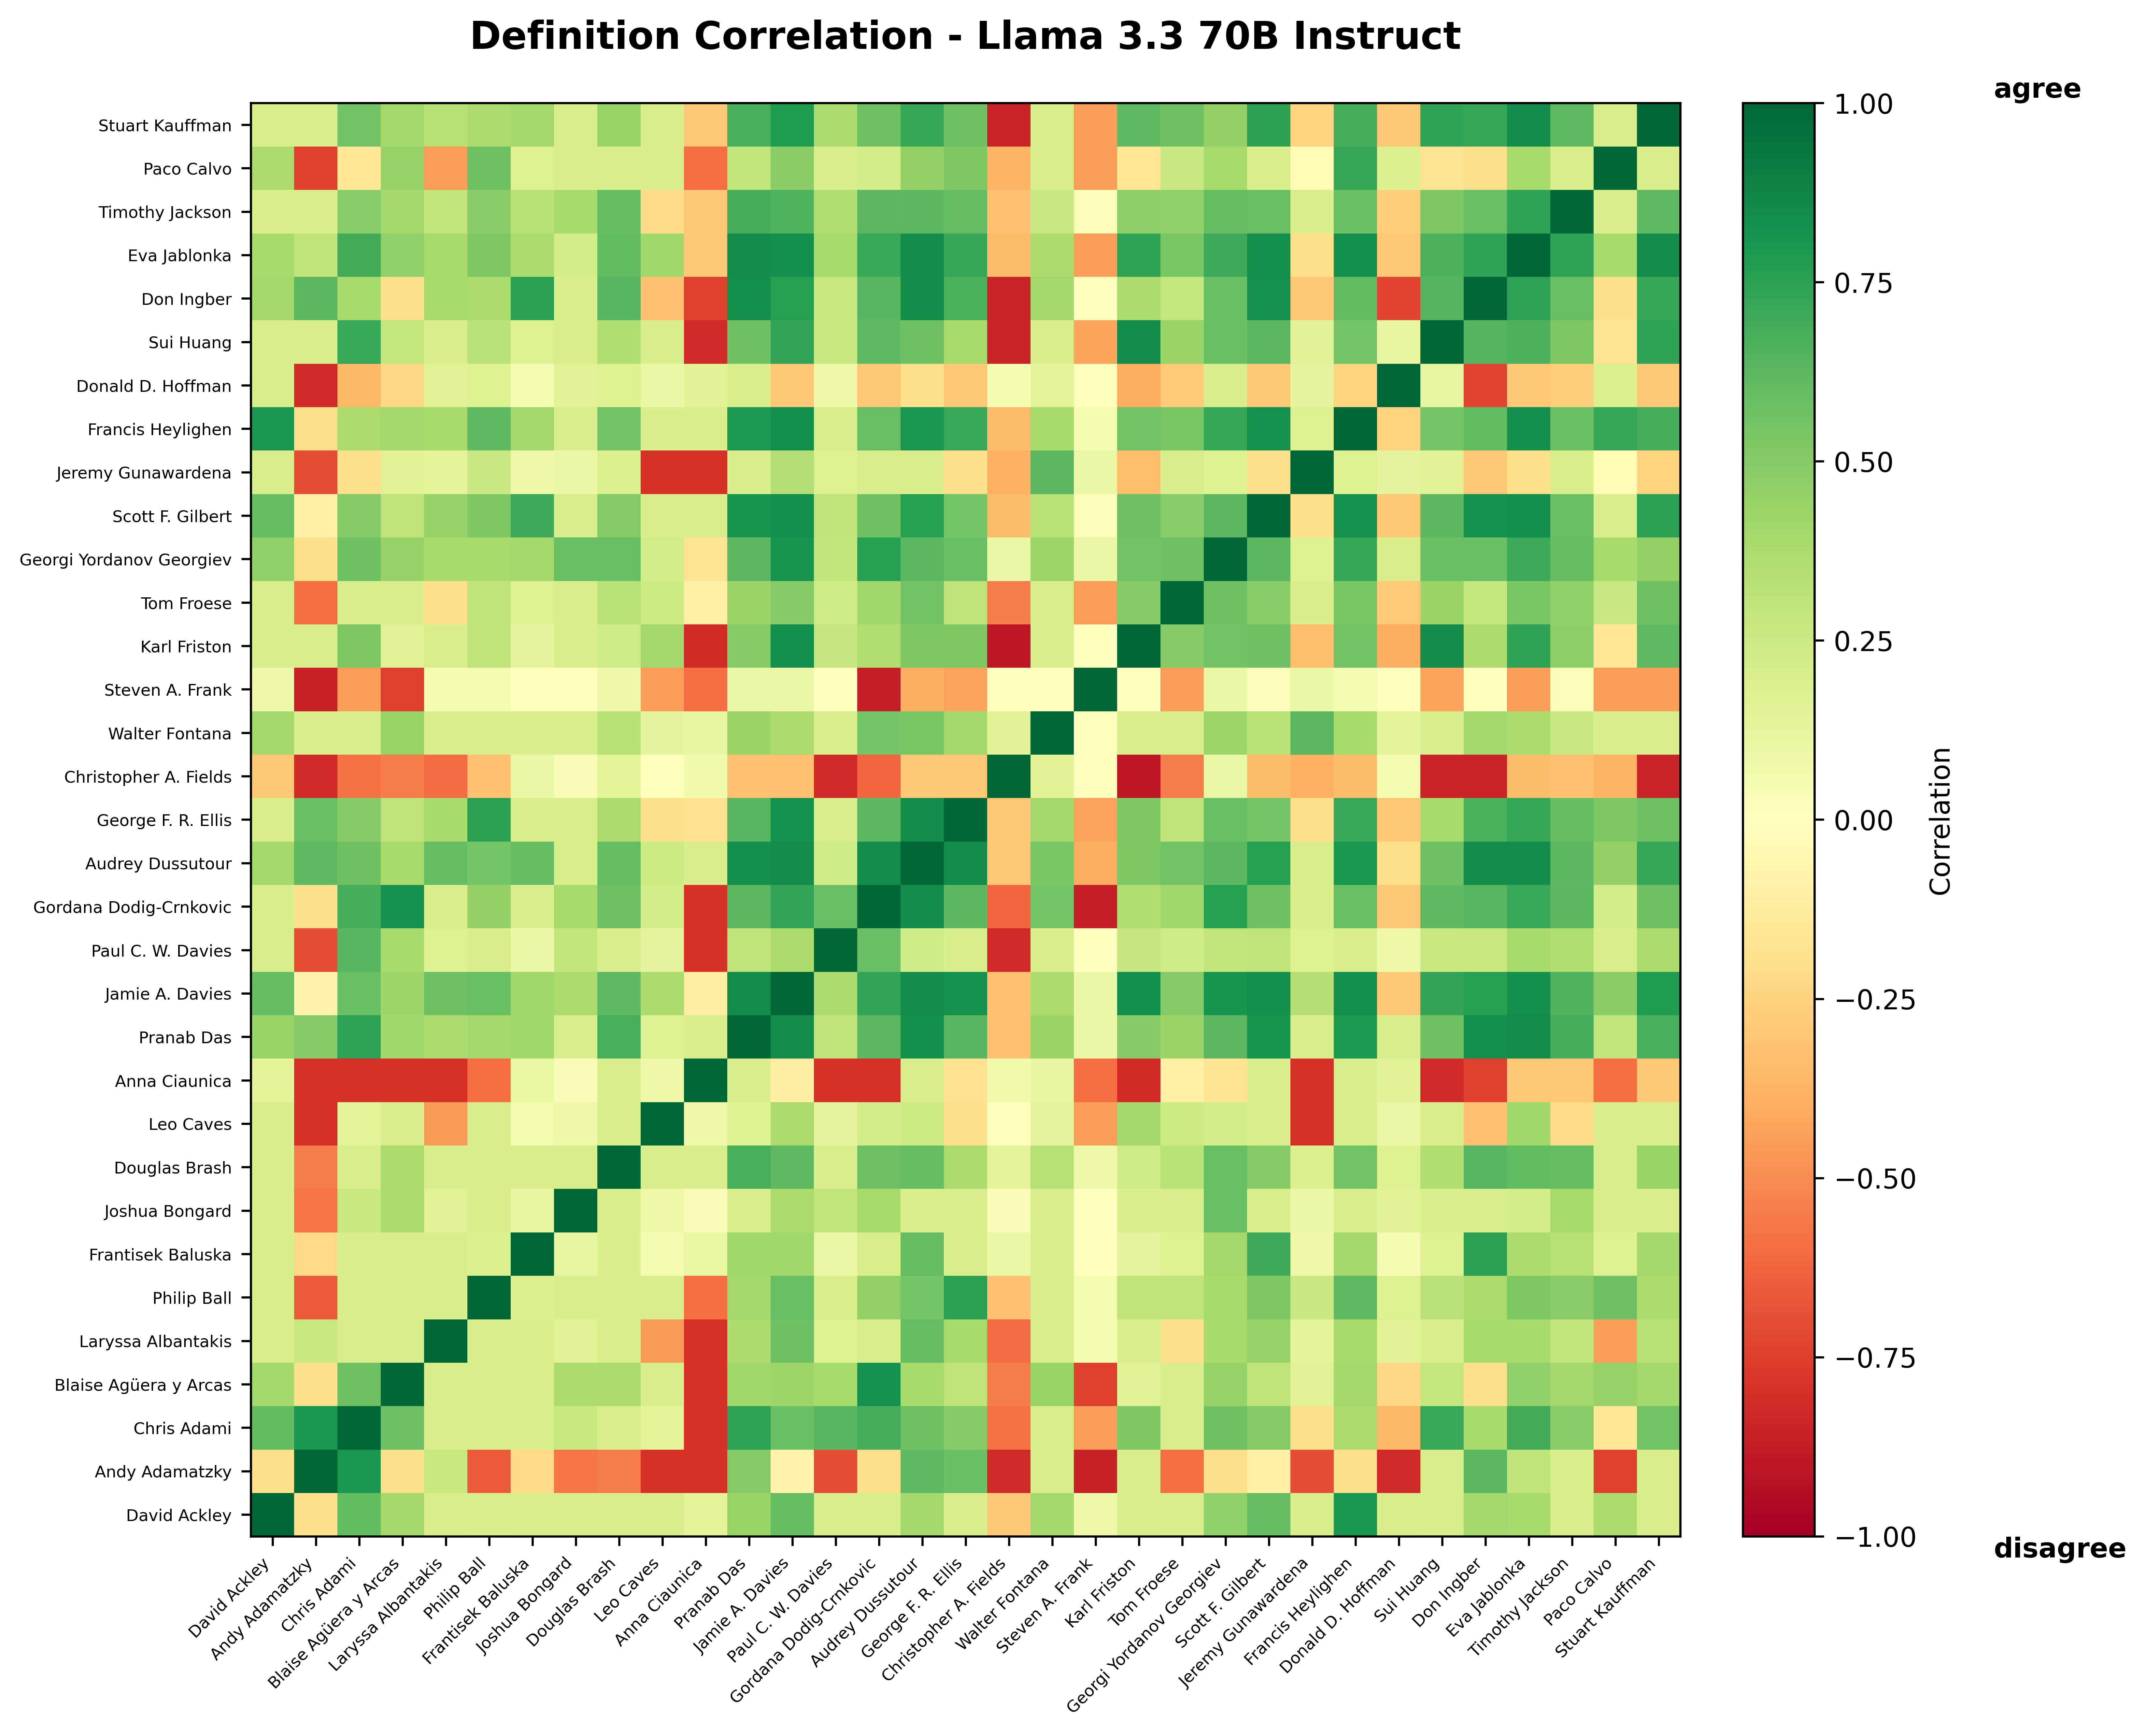 Definition Correlation - Llama 3.3 70B Instruct
agree
Stuart Kauffman
Paco Calvo
Timothy Jackson
Eva Jablonka
Don Ingber
Sui Huang
Donald D. Hoffman
Francis Heylighen
Jeremy Gunawardena
Scott F. Gilbert
Georgi Yordanov Georgiev
Tom Froese
Karl Friston
Steven A. Frank
Walter Fontana
Christopher A. Fields
George F. R. Ellis
Audrey Dussutour
Gordana Dodig-Crnkovic
Paul C. W. Davies
Jamie A. Davies
Pranab Das
Anna Ciaunica
Leo Caves
Douglas Brash
Joshua Bongard
Frantisek Baluska
Philip Ball
Laryssa Albantakis
Blaise Agüera y Arcas
Chris Adami
Andy Adamatzky
David Ackley
David Ackley
Andy Adamatzky
Chris Adami
Blaise Agüera y Arcas
Laryssa Albantakis
Philip Ball
Frantisek Baluska
Joshua Bongard
Douglas Brash
Leo Caves
Anna Ciaunica
Pranab Das
Jamie A. Davies
Paul C. W. Davies
Gordana Dodig-Crnkovic
Audrey Dussutour
George F. R. Ellis
Christopher A. Fields
Walter Fontana
Steven A. Frank
Karl Friston
Tom Froese
Georgi Yordanov Georgiev
Scott F. Gilbert
Jeremy Gunawardena
Francis Heylighen
Donald D. Hoffman
Sui Huang
Don Ingber
Eva Jablonka
Timothy Jackson
Paco Calvo
Stuart Kauffman
1.00
0.75
0.50
0.25
0.00
−0.25
−0.50
−0.75
−1.00
Correlation
disagree